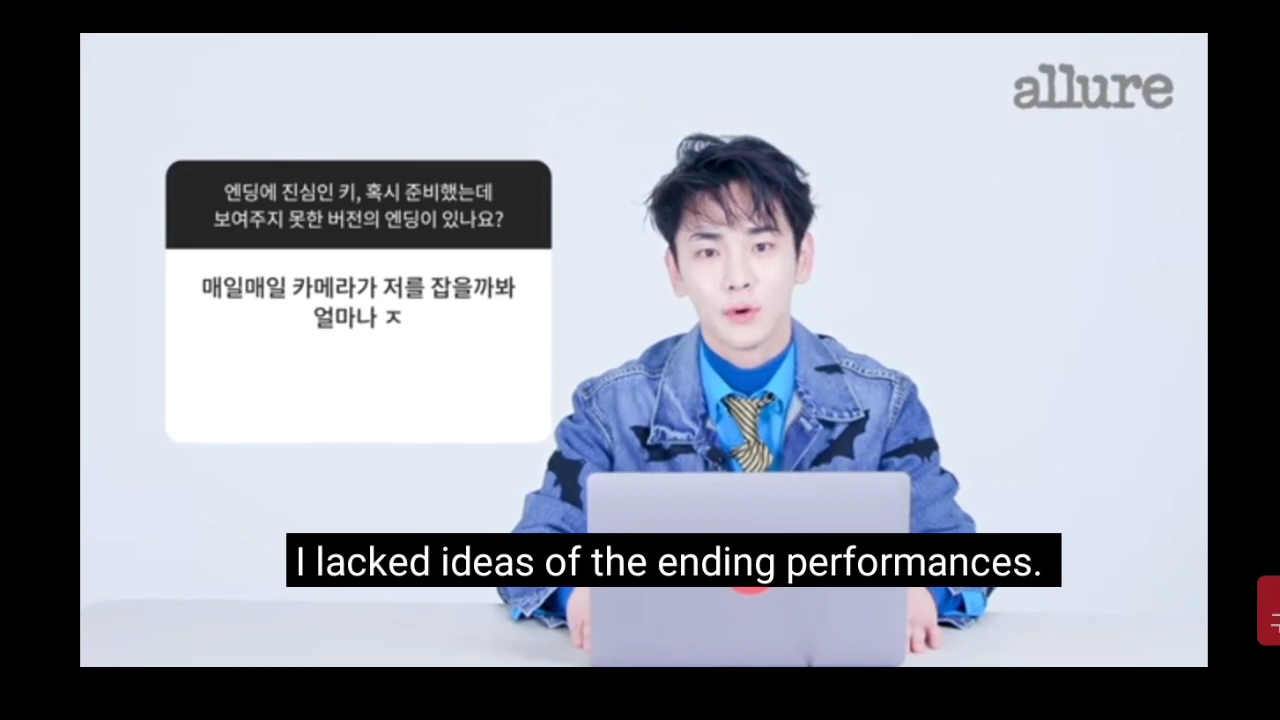 allure
엔딩에 진심인 키, 혹시 준비했는데
보여주지 못한 버전의 엔딩이 있나요?
매일매일 카메라가 저를 잡을까봐
얼마나 ㅈ
I lacked ideas of the ending performances.